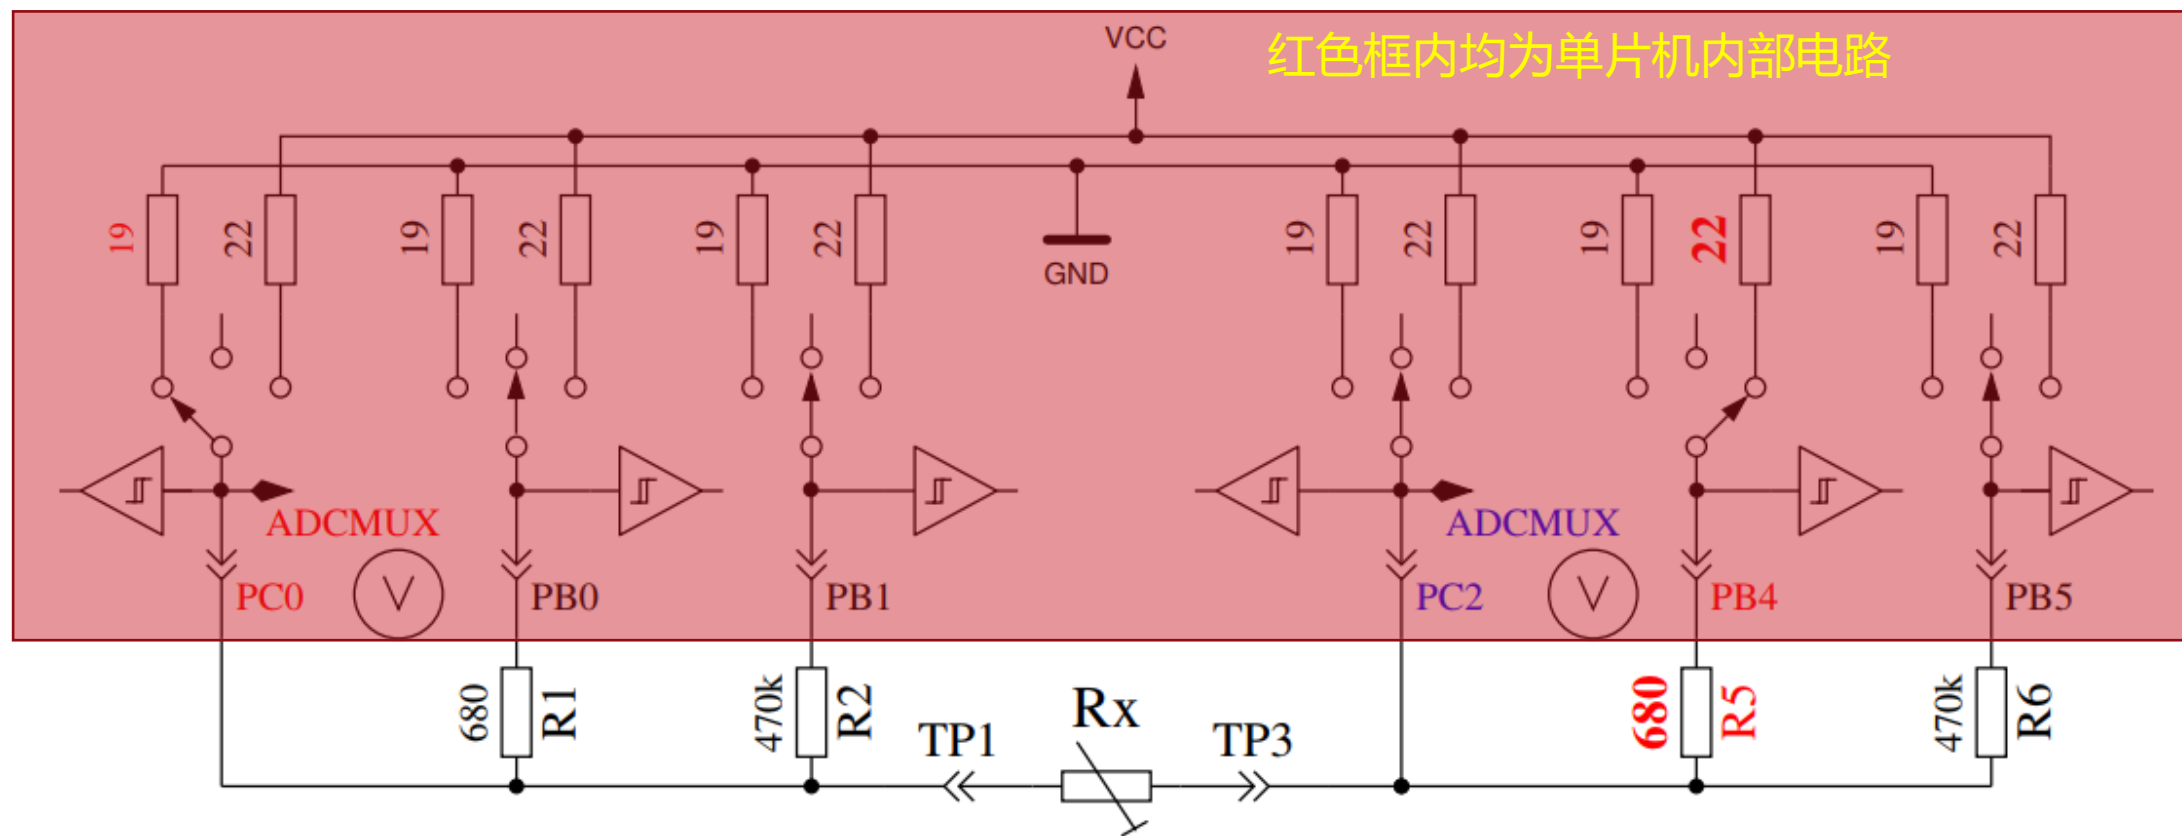 VCC
红色框内均为单片机内部电路
19
22
19
22
19
22
GND
19
22
19
22
19
22
ADCMUX
ADCMUX
PC0
V
PB0
PB1
PC2
V
PB4
PB5
680
R1
470k
R2
TP1
Rx
TP3
680
R5
470k
R6